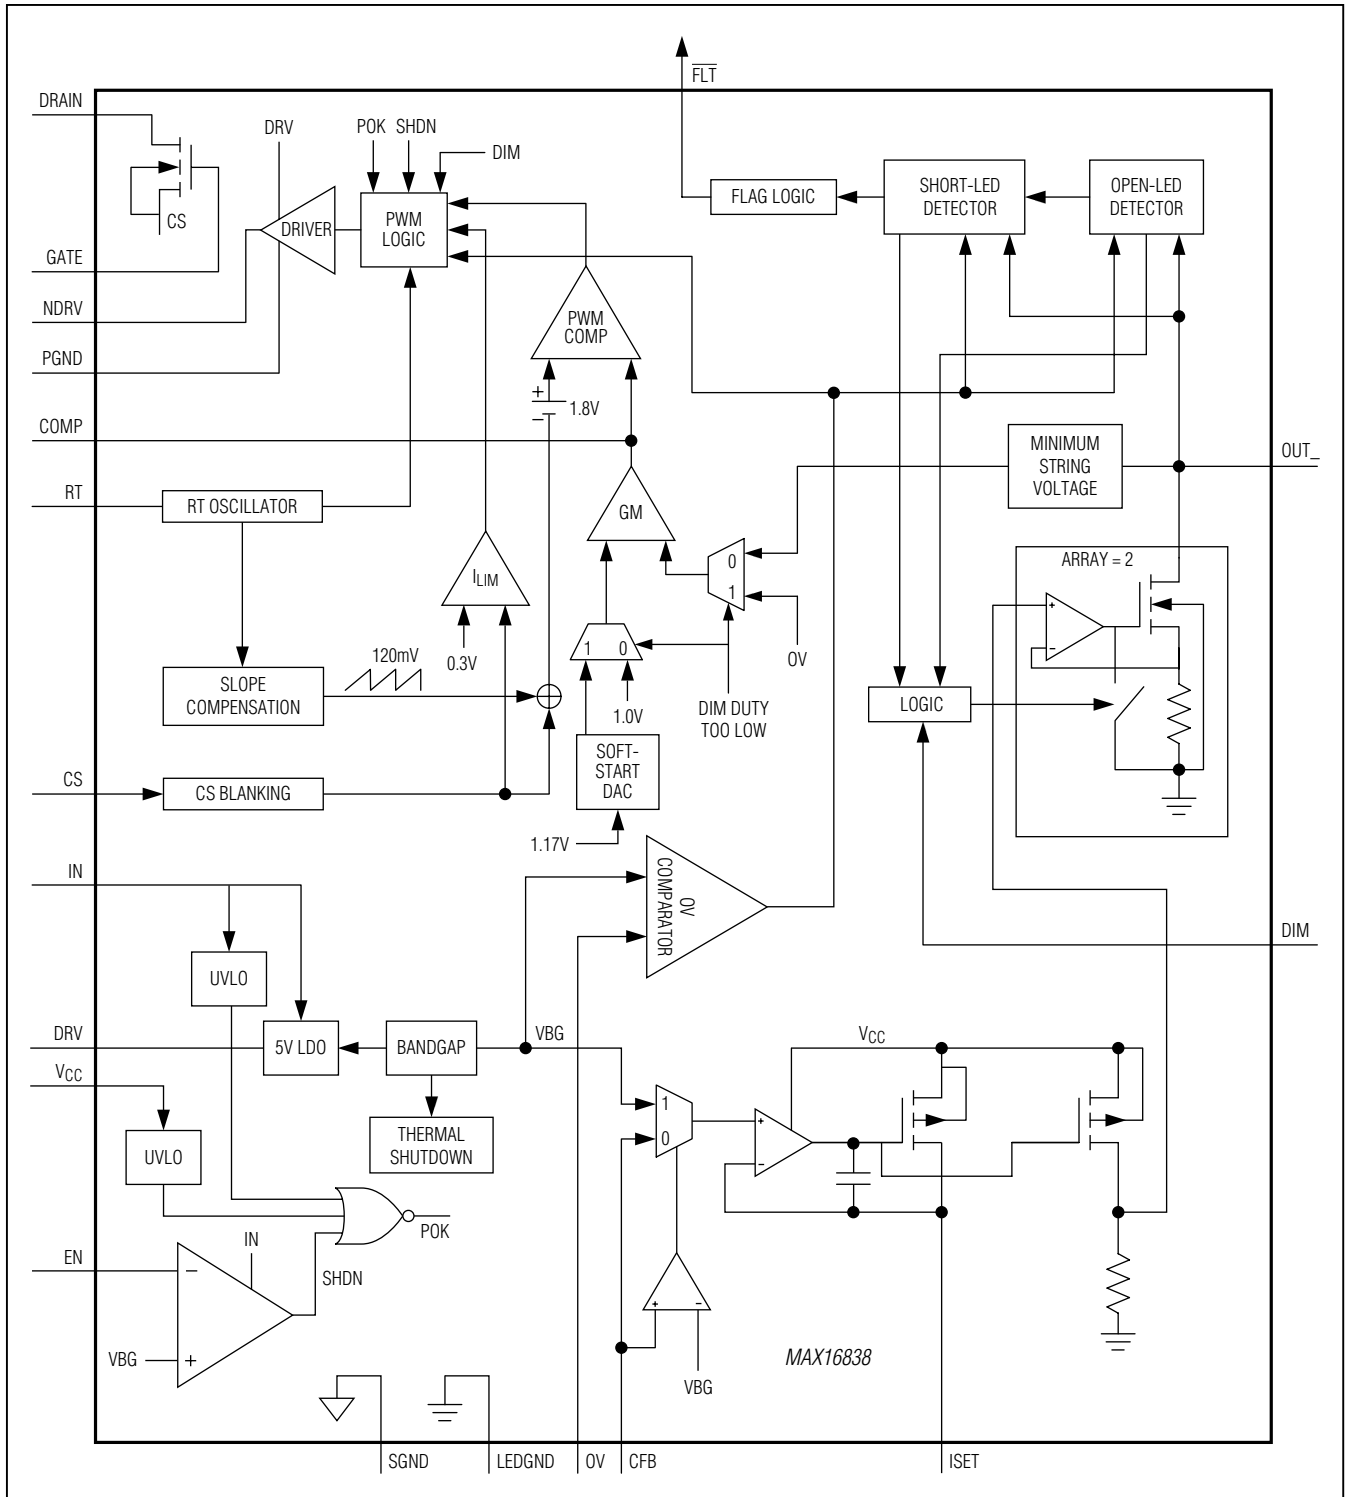 FLT
DRAIN
DRV
POK SHDN
DIM
CS
DRIVER
PWM
LOGIC
FLAG LOGIC
SHORT-LED
DETECTOR
OPEN-LED
DETECTOR
GATE
NDRV
PGND
PWM
COMP
+
−
1.8V
COMP
MINIMUM
STRING
VOLTAGE
OUT_
RT
RT OSCILLATOR
GM
0
1
ILIM
0.3V
1 0
0V
ARRAY = 2
+
−
SLOPE
COMPENSATION
120mV
1.0V
DIM DUTY
TOO LOW
LOGIC
SOFT-
START
DAC
CS
CS BLANKING
1.17V
IN
OV
COMPARATOR
DIM
UVLO
DRV
5V LDO
BANDGAP
VBG
VCC
VCC
THERMAL
SHUTDOWN
1
0
+
−
UVLO
POK
EN
IN
SHDN
−
+
VBG
+ −
VBG
MAX16838
SGND
LEDGND
OV
CFB
ISET